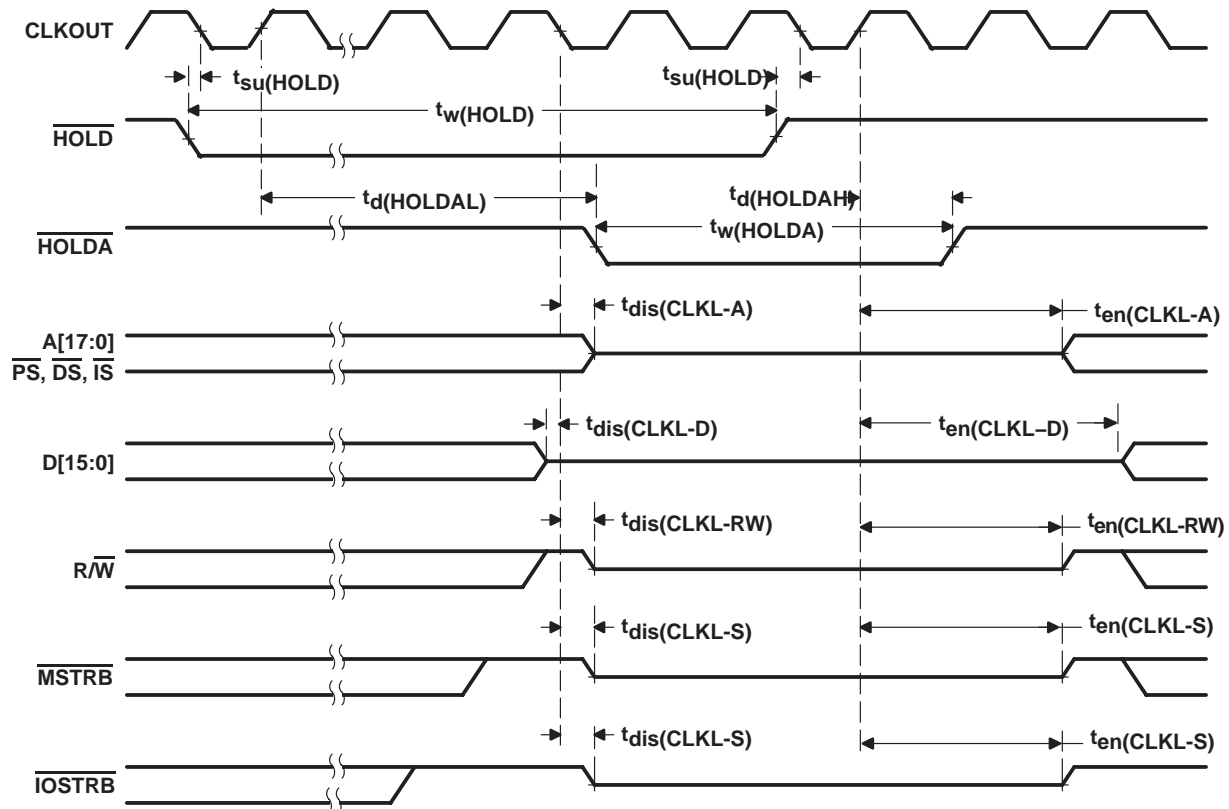 CLKOUT
tsu(HOLD)
tsu(HOLD)
tw(HOLD)
HOLD
td(HOLDAL)
td(HOLDAH)
tw(HOLDA)
HOLDA
tdis(CLKL-A)
ten(CLKL-A)
A[17:0]
PS, DS, IS
tdis(CLKL-D)
ten(CLKL–D)
D[15:0]
tdis(CLKL-RW)
ten(CLKL-RW)
R/W
tdis(CLKL-S)
ten(CLKL-S)
MSTRB
tdis(CLKL-S)
ten(CLKL-S)
IOSTRB